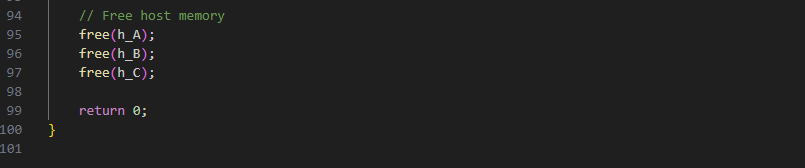 94 // Free host memory
95 free(h_A);
96 free(h_B);
97 free(h_C);
98
99 return 0;
100 }
101